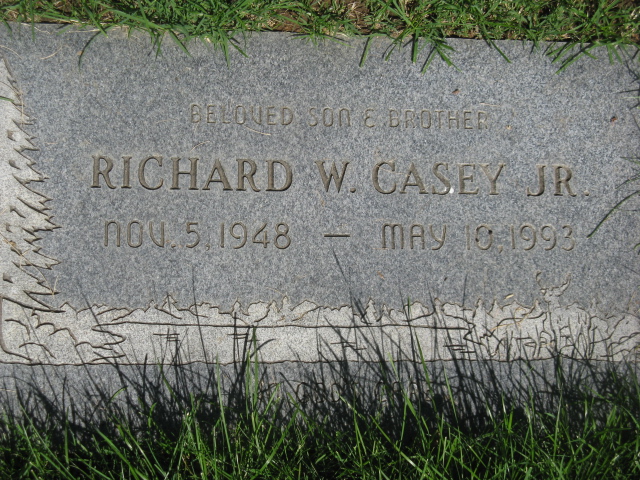 BELOVED SON & BROTHER
RICHARD W. CASEY JR.
NOV. 5, 1948 — MAY 10, 1993